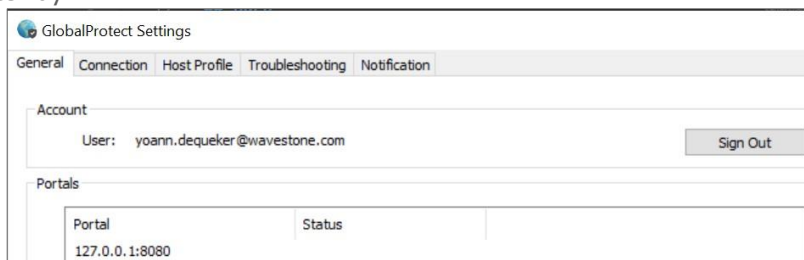 GlobalProtect Settings
General Connection Host Profile Troubleshooting Notification
Account
User: yoann.dequeker@wavestone.com Sign Out
Portals
Portal Status
127.0.0.1:8080